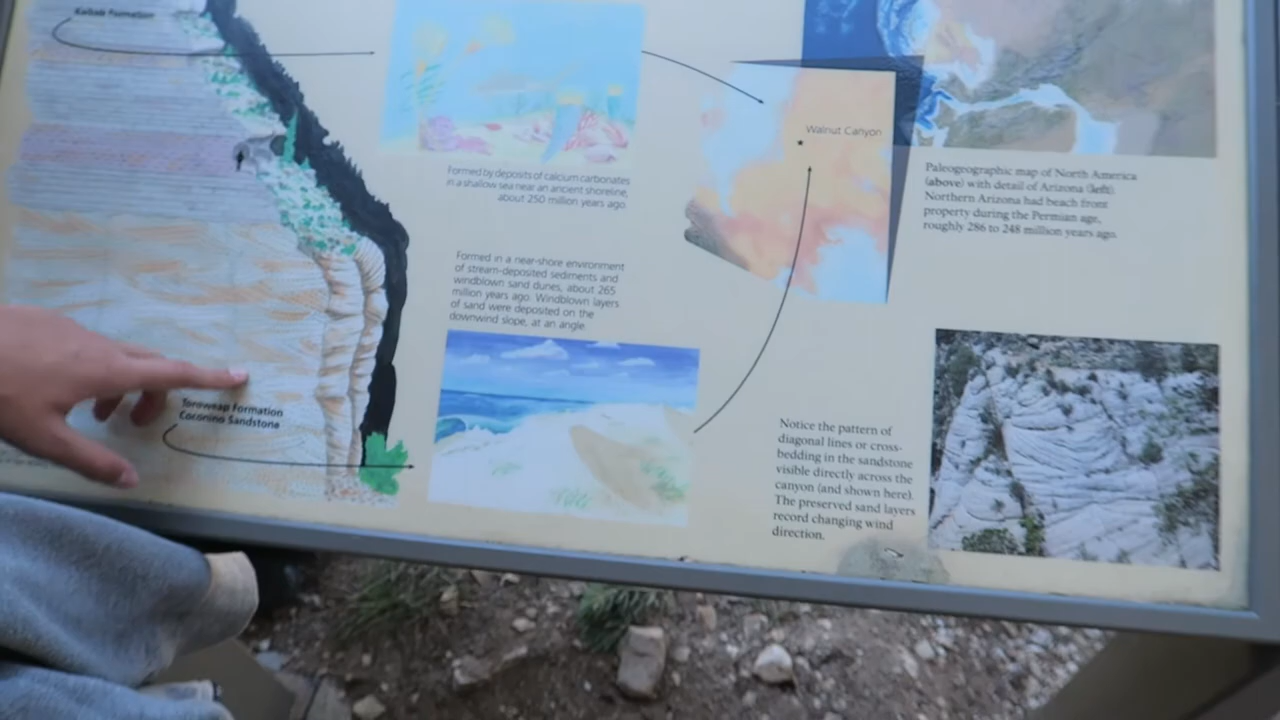 Kaibab Formation
Formed by deposits of calcium carbonates
in a shallow sea near an ancient shoreline,
about 250 million years ago.
Walnut Canyon
Paleogeographic map of North America
(above) with detail of Arizona (left).
Northern Arizona had beach front
property during the Permian age,
roughly 286 to 248 million years ago.
Formed in a near-shore environment
of stream-deposited sediments and
windblown sand dunes, about 265
million years ago. Windblown layers
of sand were deposited on the
downwind slope, at an angle.
Toroweap Formation
Coconino Sandstone
Notice the pattern of
diagonal lines or cross-
bedding in the sandstone
visible directly across the
canyon (and shown here).
The preserved sand layers
record changing wind
direction.